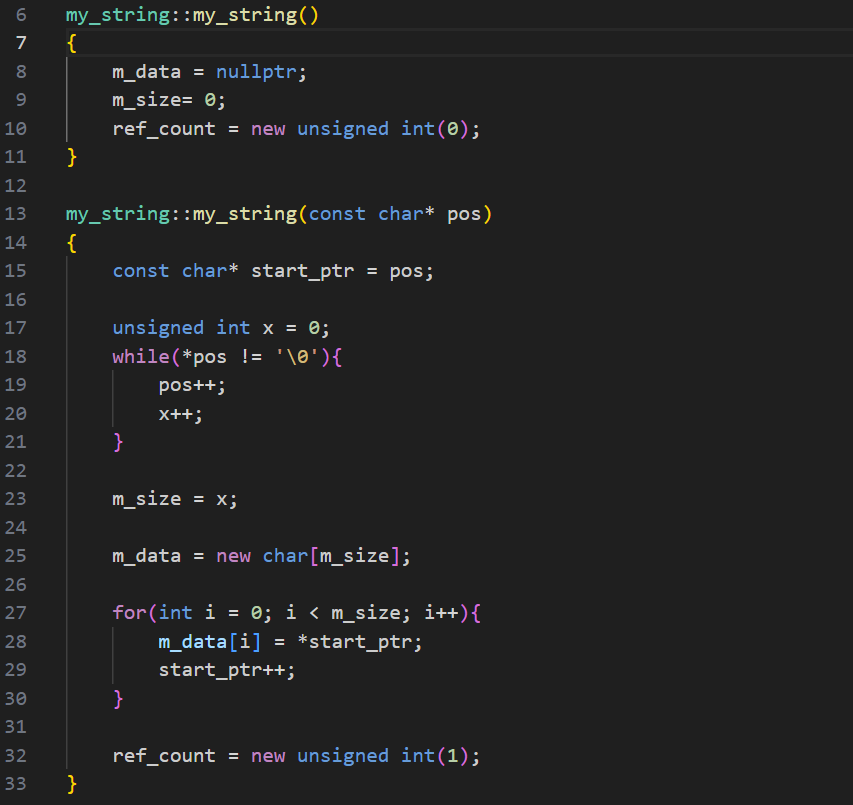 6 my_string::my_string()
7 {
8     m_data = nullptr;
9     m_size= 0;
10     ref_count = new unsigned int(0);
11 }
12
13 my_string::my_string(const char* pos)
14 {
15     const char* start_ptr = pos;
16
17     unsigned int x = 0;
18     while(*pos != '\0'){
19         pos++;
20         x++;
21     }
22
23     m_size = x;
24
25     m_data = new char[m_size];
26
27     for(int i = 0; i < m_size; i++){
28         m_data[i] = *start_ptr;
29         start_ptr++;
30     }
31
32     ref_count = new unsigned int(1);
33 }